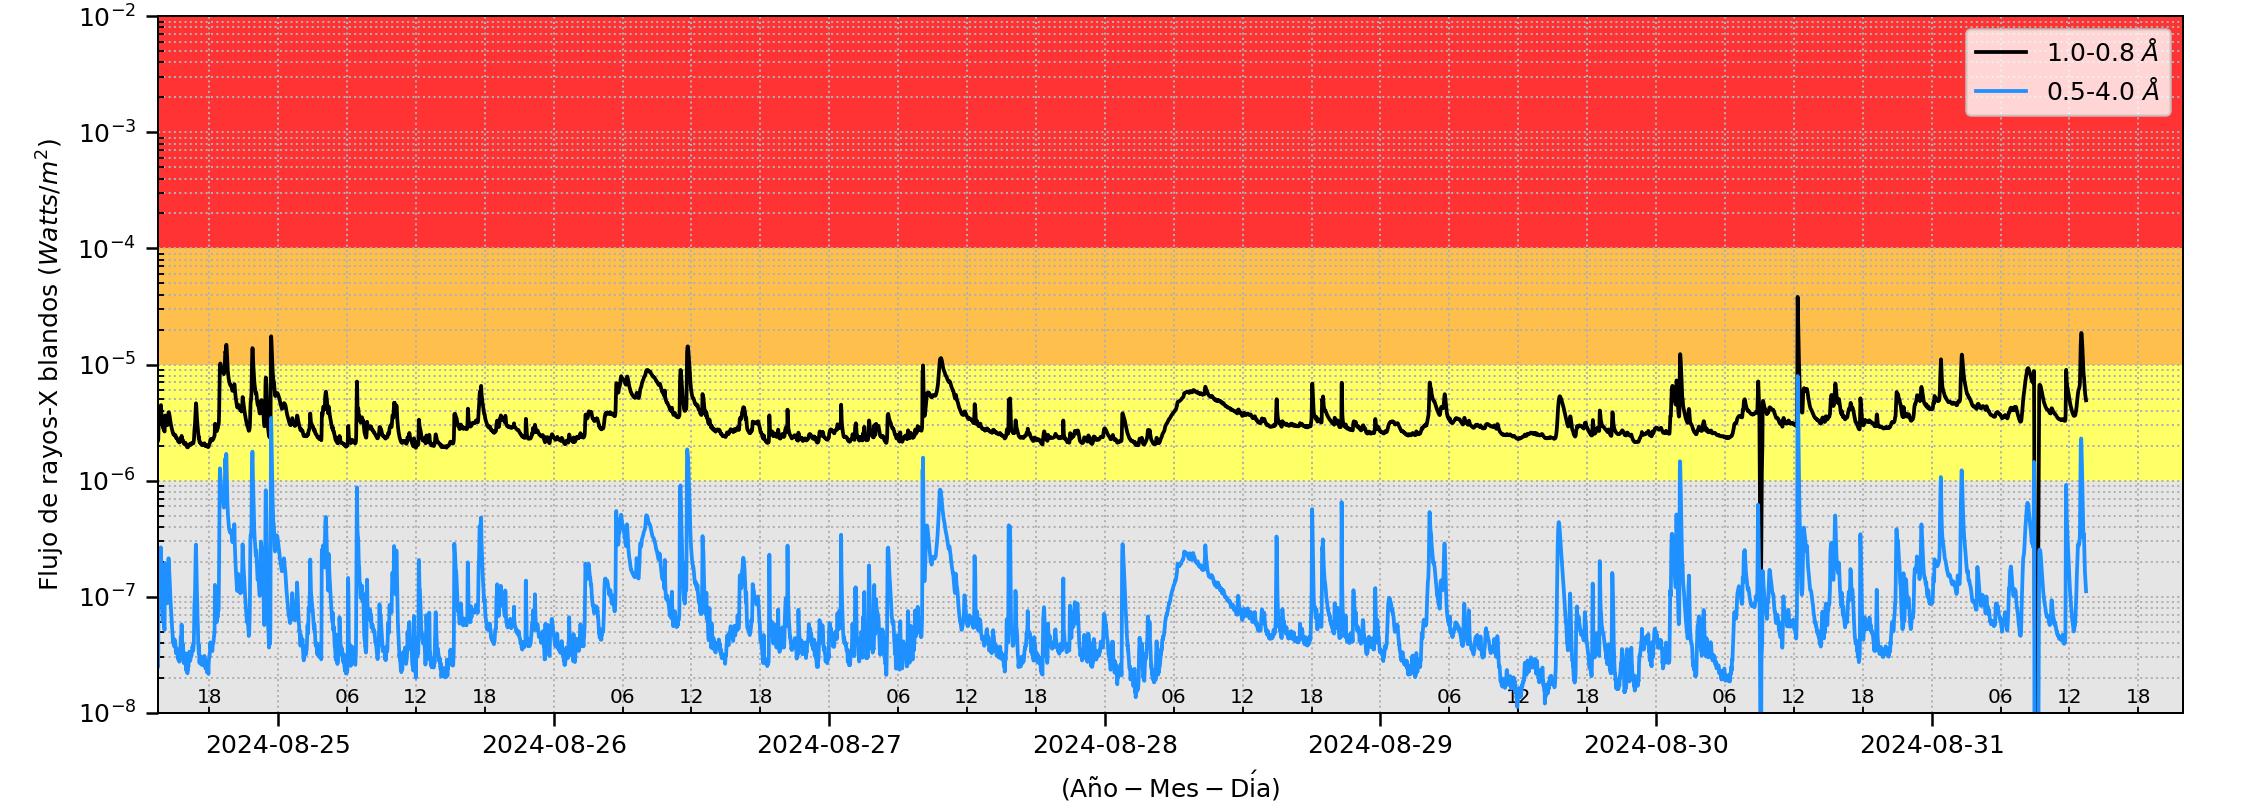 10⁻²
10⁻³
10⁻⁴
10⁻⁵
10⁻⁶
10⁻⁷
10⁻⁸
Flujo de rayos-X blandos (Watts/m²)
1.0-0.8 Å
0.5-4.0 Å
18 06 12 18 06 12 18 06 12 18 06 12 18 06 12 18 06 12 18 06 12 18
2024-08-25 2024-08-26 2024-08-27 2024-08-28 2024-08-29 2024-08-30 2024-08-31
(Año − Mes − Día)